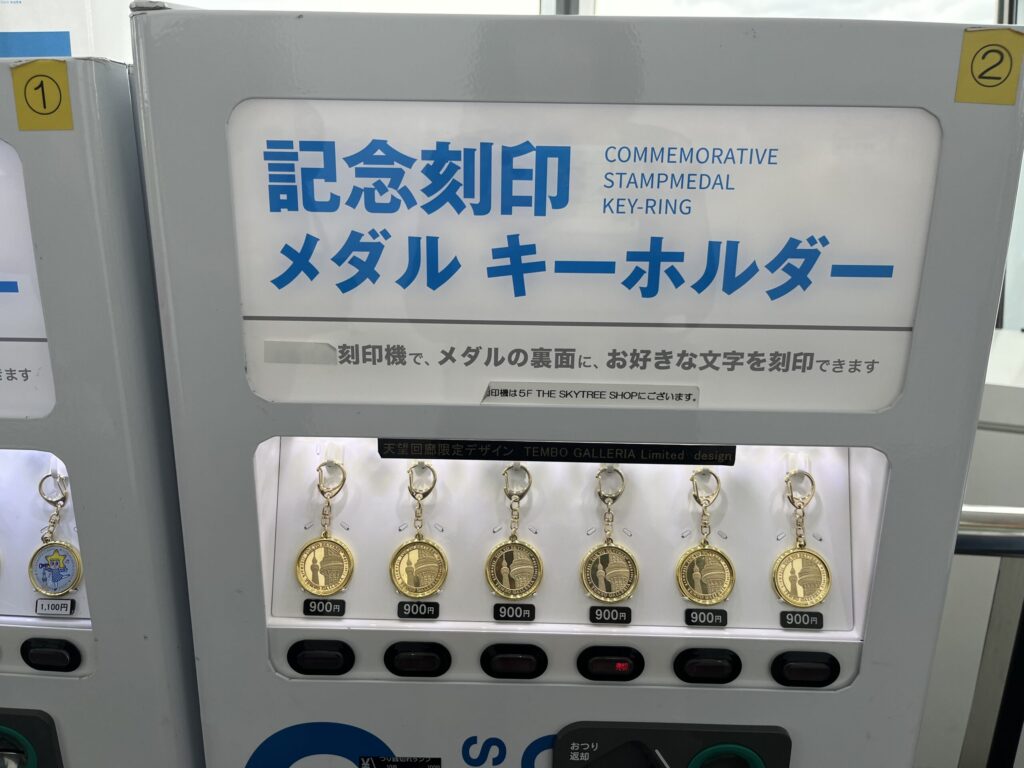 ①
②
記念刻印
COMMEMORATIVE
STAMPMEDAL
KEY-RING
メダル キーホルダー
刻印機で、メダルの裏面に、お好きな文字を刻印できます
きます
印機は5F THE SKYTREE SHOPにございます。
天望回廊限定デザイン TEMBO GALLERIA Limited design
1,100円
900円 900円 900円 900円 900円 900円
おつり
返却